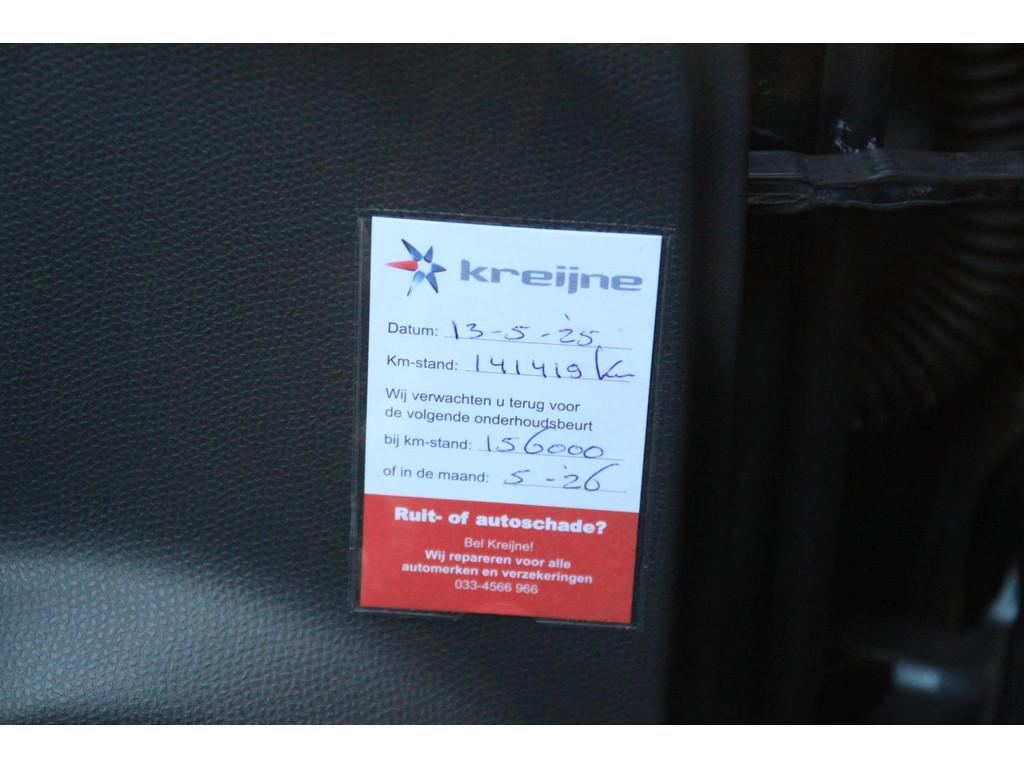 kreijne
Datum: 13-5-'25
Km-stand: 141419 Km
Wij verwachten u terug voor
de volgende onderhoudsbeurt
bij km-stand: 156000
of in de maand: 5-'26
Ruit- of autoschade?
Bel Kreijne!
Wij repareren voor alle
automerken en verzekeringen
033-4566 966